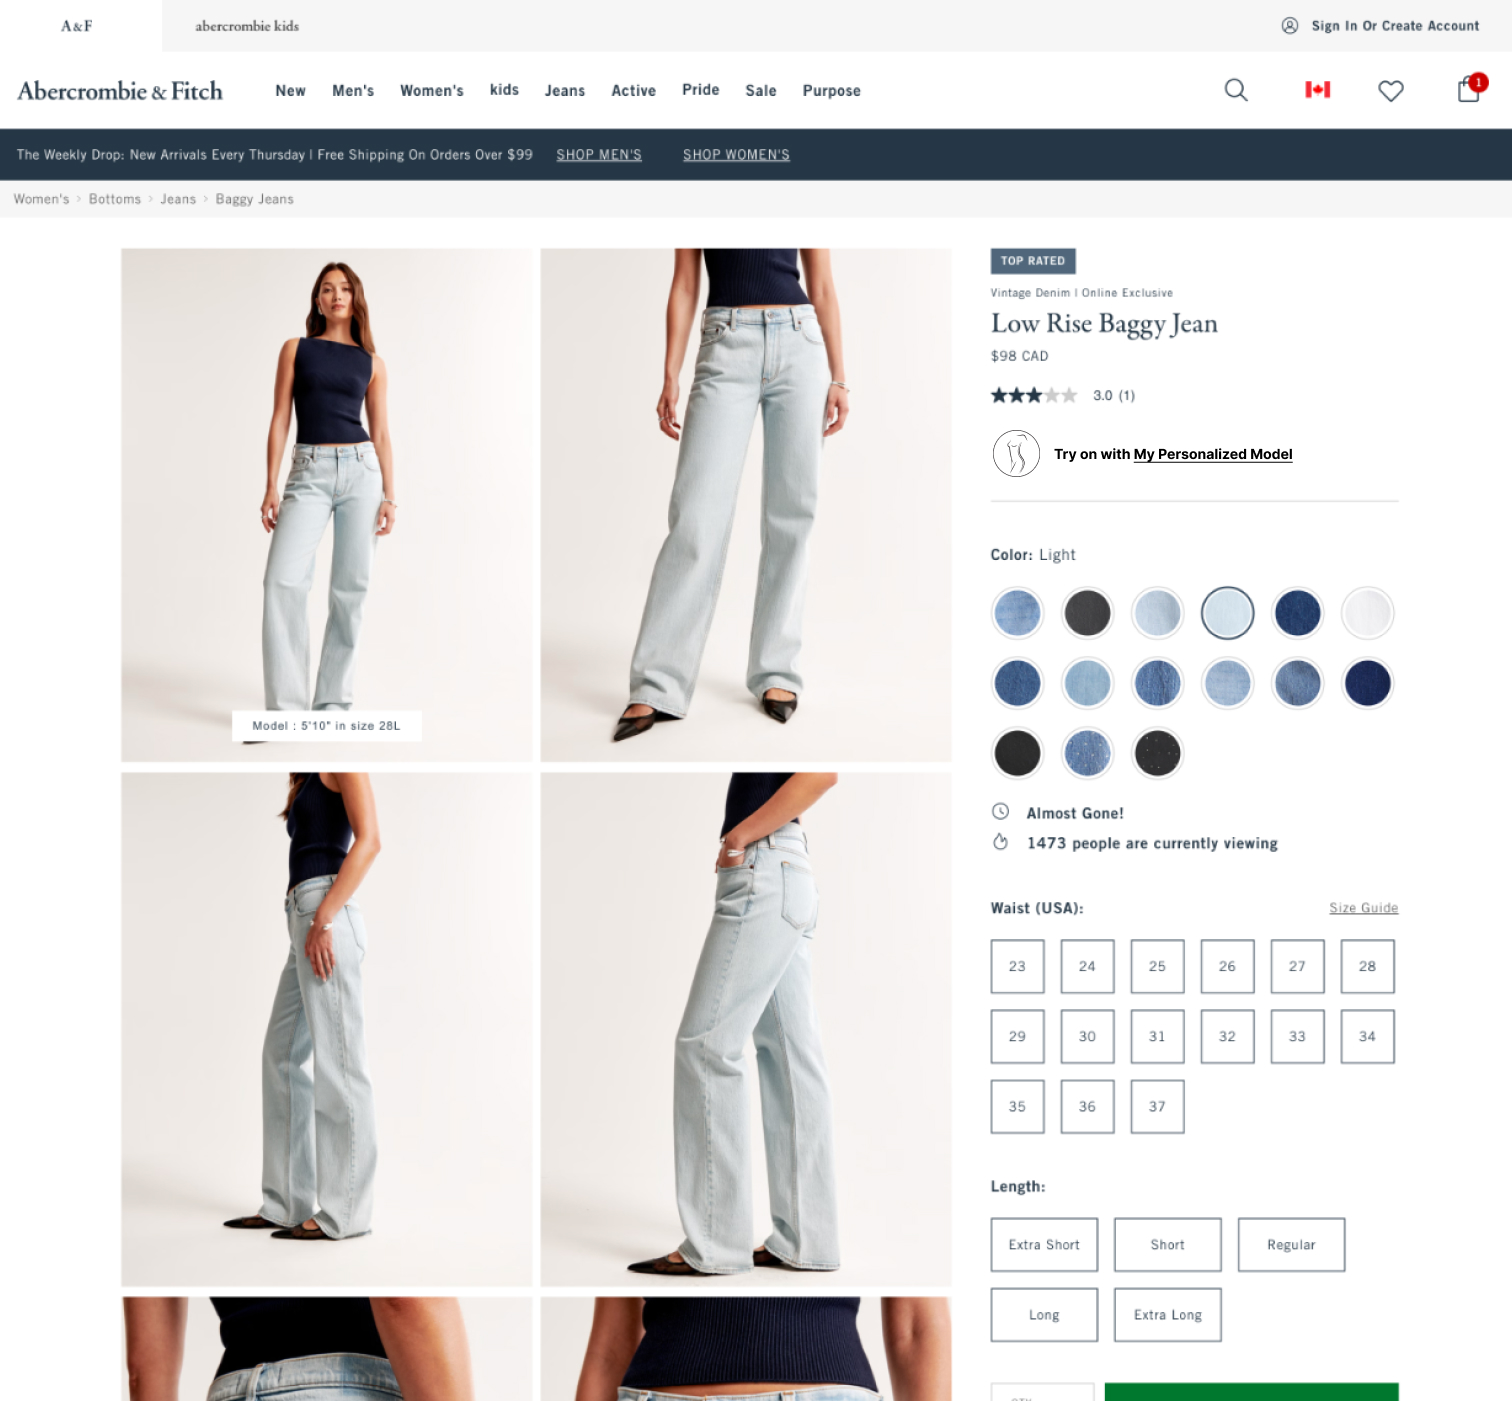 A&F
abercrombie kids
Sign In Or Create Account
Abercrombie & Fitch
New Men's Women's kids Jeans Active Pride Sale Purpose
1
The Weekly Drop: New Arrivals Every Thursday | Free Shipping On Orders Over $99 SHOP MEN'S SHOP WOMEN'S
Women's > Bottoms > Jeans > Baggy Jeans
Model : 5'10" in size 28L
TOP RATED
Vintage Denim | Online Exclusive
Low Rise Baggy Jean
$98 CAD
3.0 (1)
Try on with My Personalized Model
Color: Light
Almost Gone!
1473 people are currently viewing
Waist (USA): Size Guide
23 24 25 26 27 28
29 30 31 32 33 34
35 36 37
Length:
Extra Short Short Regular
Long Extra Long